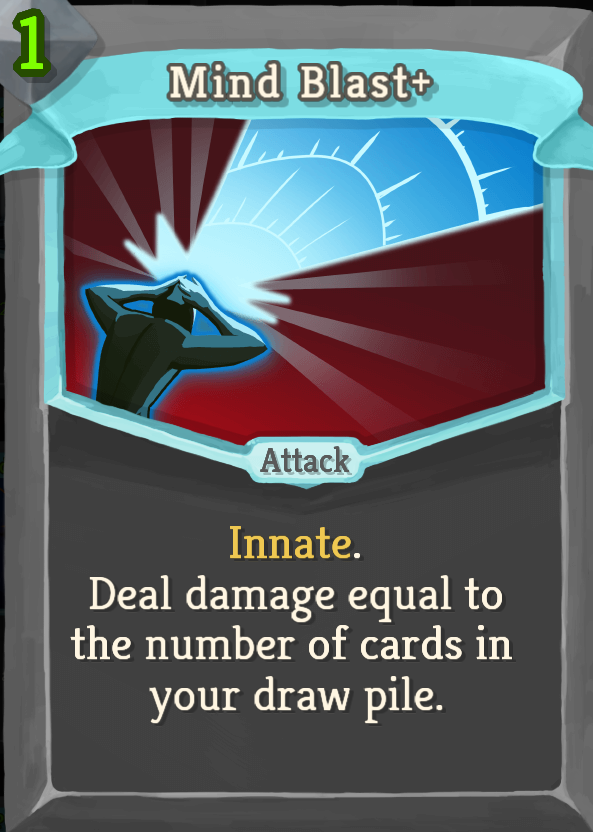 1
Mind Blast+
Attack
Innate.
Deal damage equal to
the number of cards in
your draw pile.